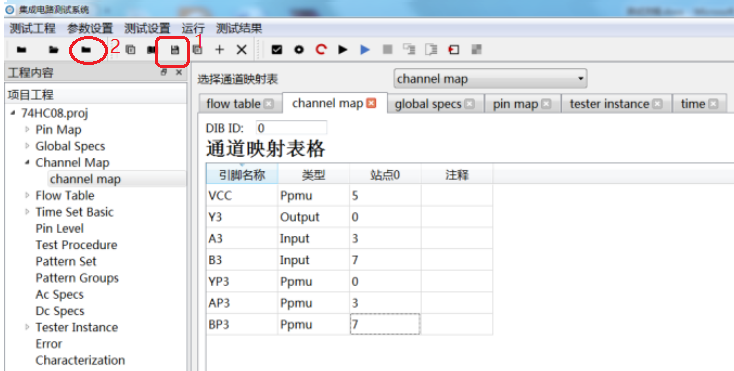 集成电路测试系统
测试工程 参数设置 测试设置 运行 测试结果
2 1
工程内容
选择通道映射表 channel map
项目工程
flow table channel map global specs pin map tester instance time
74HC08.proj
Pin Map
Global Specs
Channel Map
channel map
Flow Table
Time Set Basic
Pin Level
Test Procedure
Pattern Set
Pattern Groups
Ac Specs
Dc Specs
Tester Instance
Error
Characterization
DIB ID: 0
通道映射表格
引脚名称 类型 站点0 注释
VCC Ppmu 5
Y3 Output 0
A3 Input 3
B3 Input 7
YP3 Ppmu 0
AP3 Ppmu 3
BP3 Ppmu 7